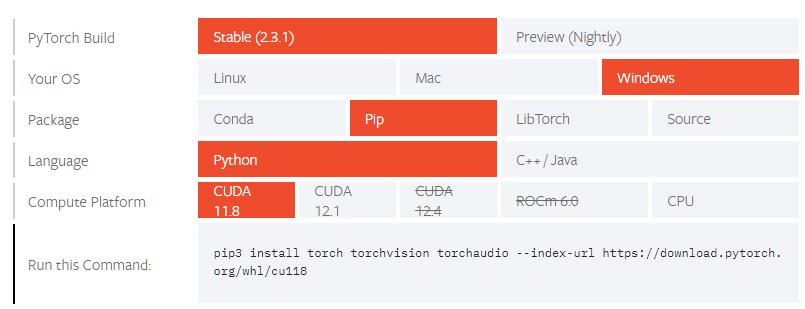 PyTorch Build Stable (2.3.1) Preview (Nightly)
Your OS Linux Mac Windows
Package Conda Pip LibTorch Source
Language Python C++ / Java
Compute Platform CUDA 11.8 CUDA 12.1 CUDA 12.4 ROCm 6.0 CPU
Run this Command:
pip3 install torch torchvision torchaudio --index-url https://download.pytorch.
org/whl/cu118